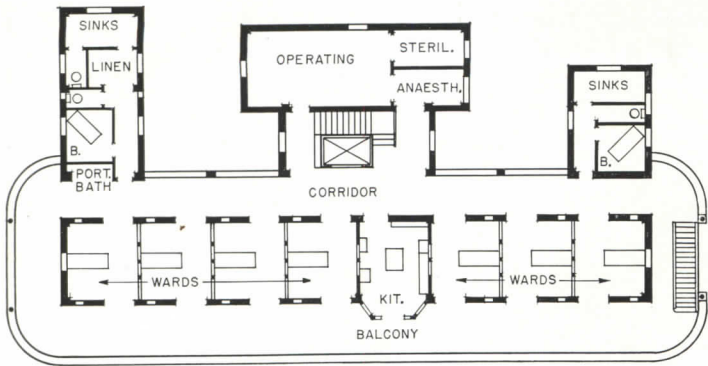 SINKS
LINEN
B.
PORT.
BATH
OPERATING
STERIL.
ANAESTH.
SINKS
B.
CORRIDOR
WARDS
KIT.
WARDS
BALCONY